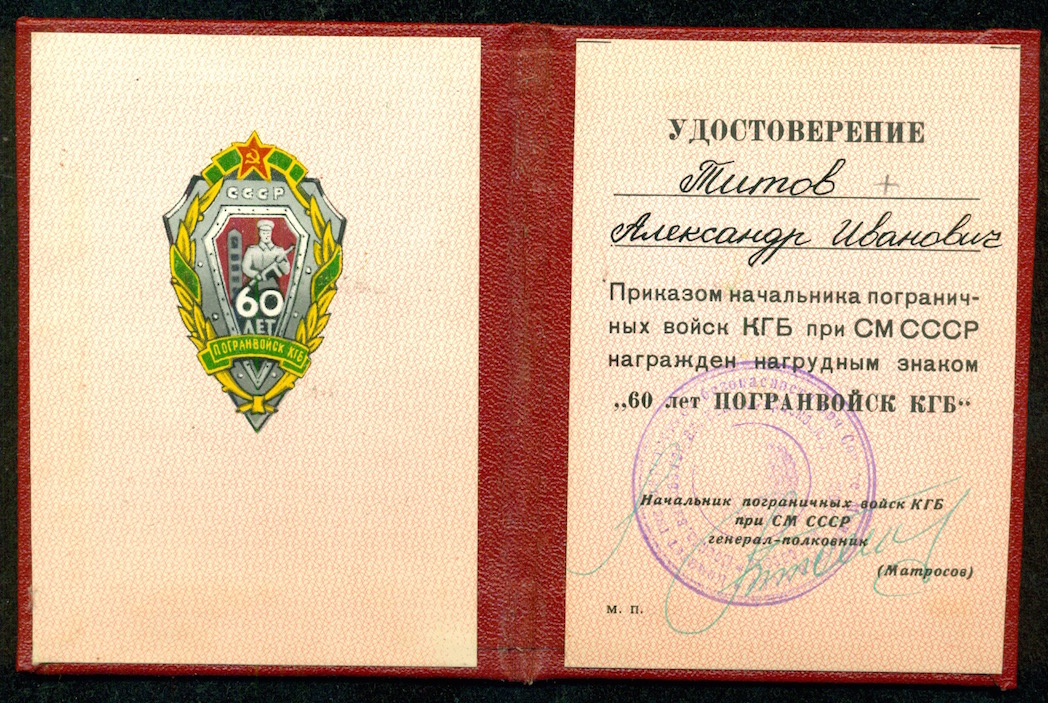 СССР
60
ЛЕТ
ПОГРАНВОЙСК КГБ
УДОСТОВЕРЕНИЕ
Титов +
Александр Иванович
Приказом начальника погранич-
ных войск КГБ при СМ СССР
награжден нагрудным знаком
„60 лет ПОГРАНВОЙСК КГБ“
Начальник пограничных войск КГБ
при СМ СССР
генерал-полковник
(Матросов)
М. П.